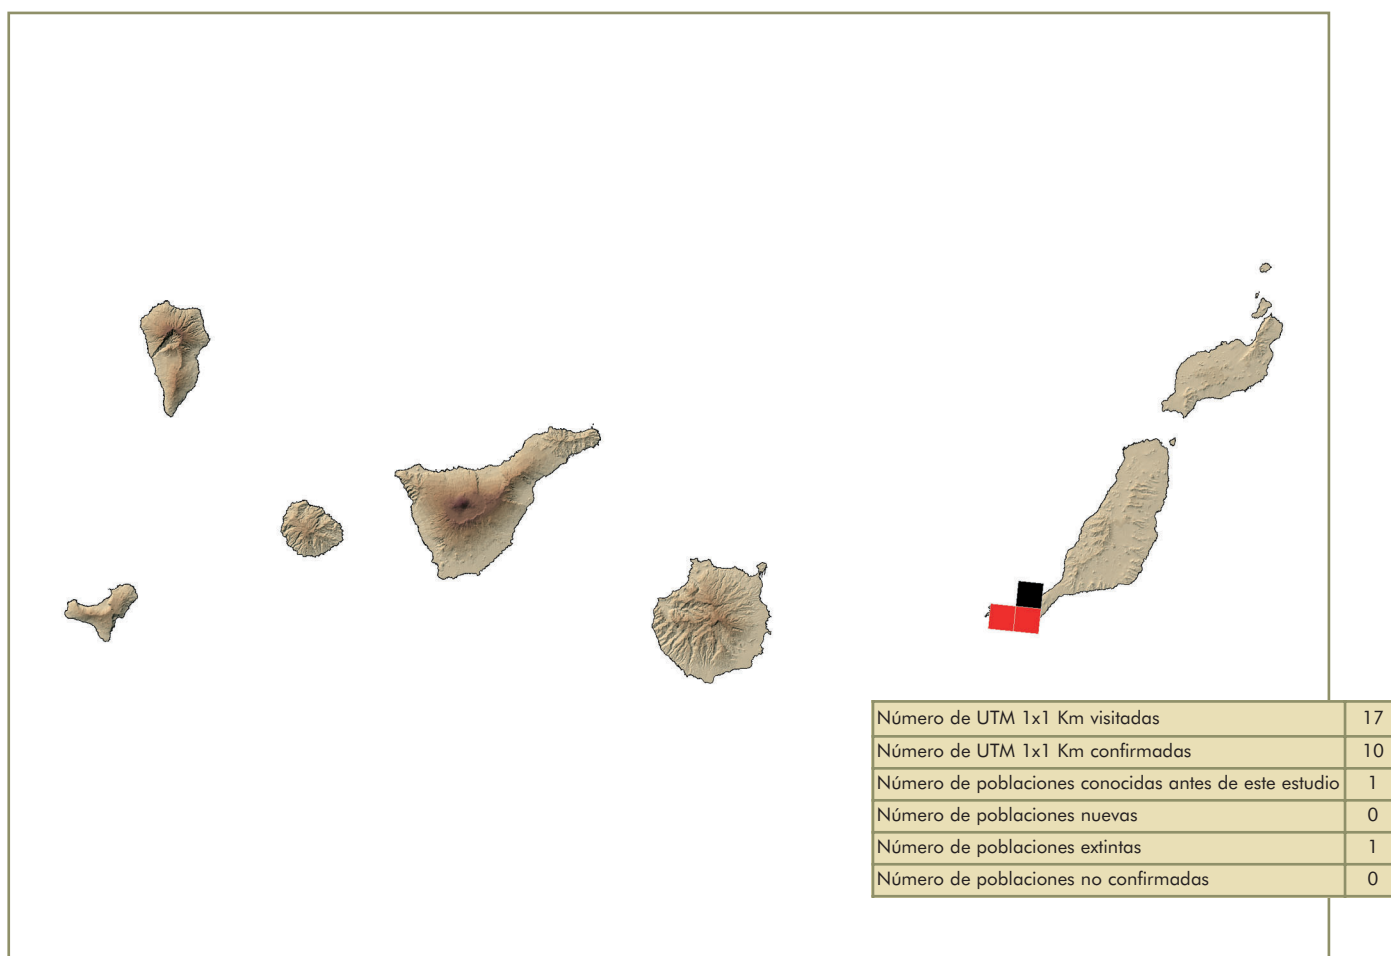 Número de UTM 1x1 Km visitadas 17
Número de UTM 1x1 Km confirmadas 10
Número de poblaciones conocidas antes de este estudio 1
Número de poblaciones nuevas 0
Número de poblaciones extintas 1
Número de poblaciones no confirmadas 0